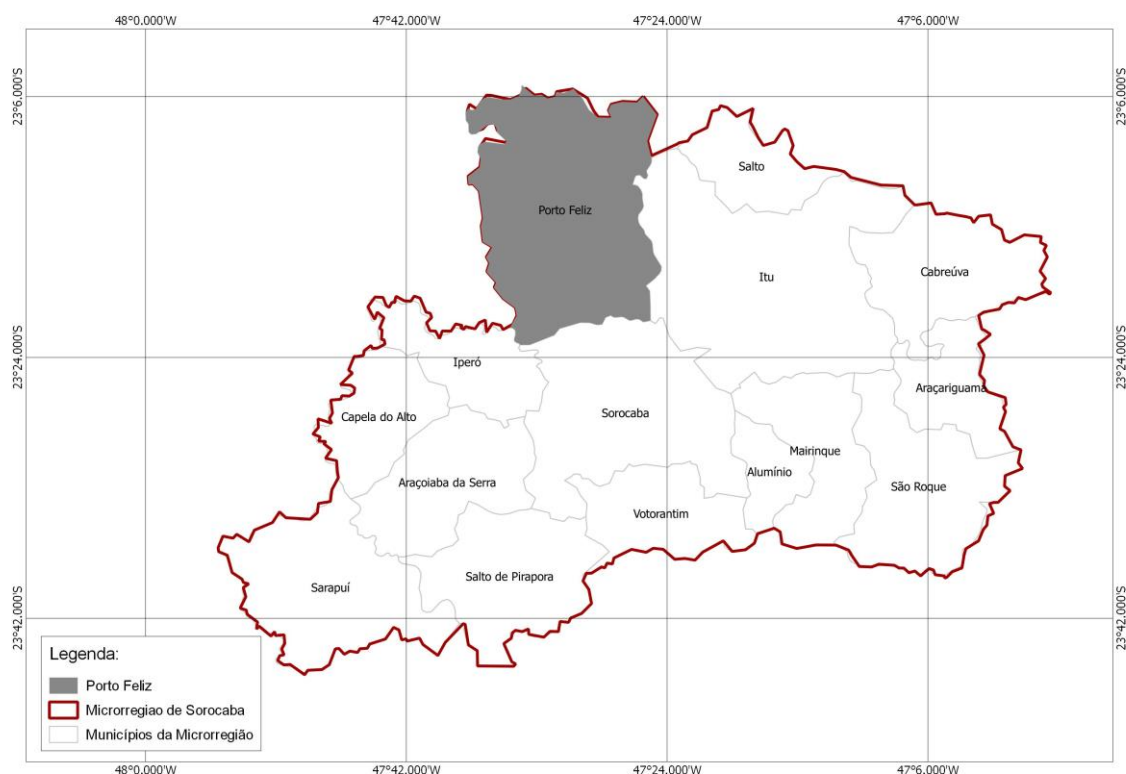 48°0.000'W 47°42.000'W 47°24.000'W 47°6.000'W
23°6.000'S 23°6.000'S
Salto
Porto Feliz
Cabreúva
Itu
23°24.000'S 23°24.000'S
Iperó
Araçariguama
Capela do Alto
Sorocaba
Mairinque
Alumínio
Araçoiaba da Serra
São Roque
Votorantim
Salto de Pirapora
Sarapuí
23°42.000'S 23°42.000'S
Legenda:
Porto Feliz
Microrregiao de Sorocaba
Municípios da Microrregião
48°0.000'W 47°42.000'W 47°24.000'W 47°6.000'W